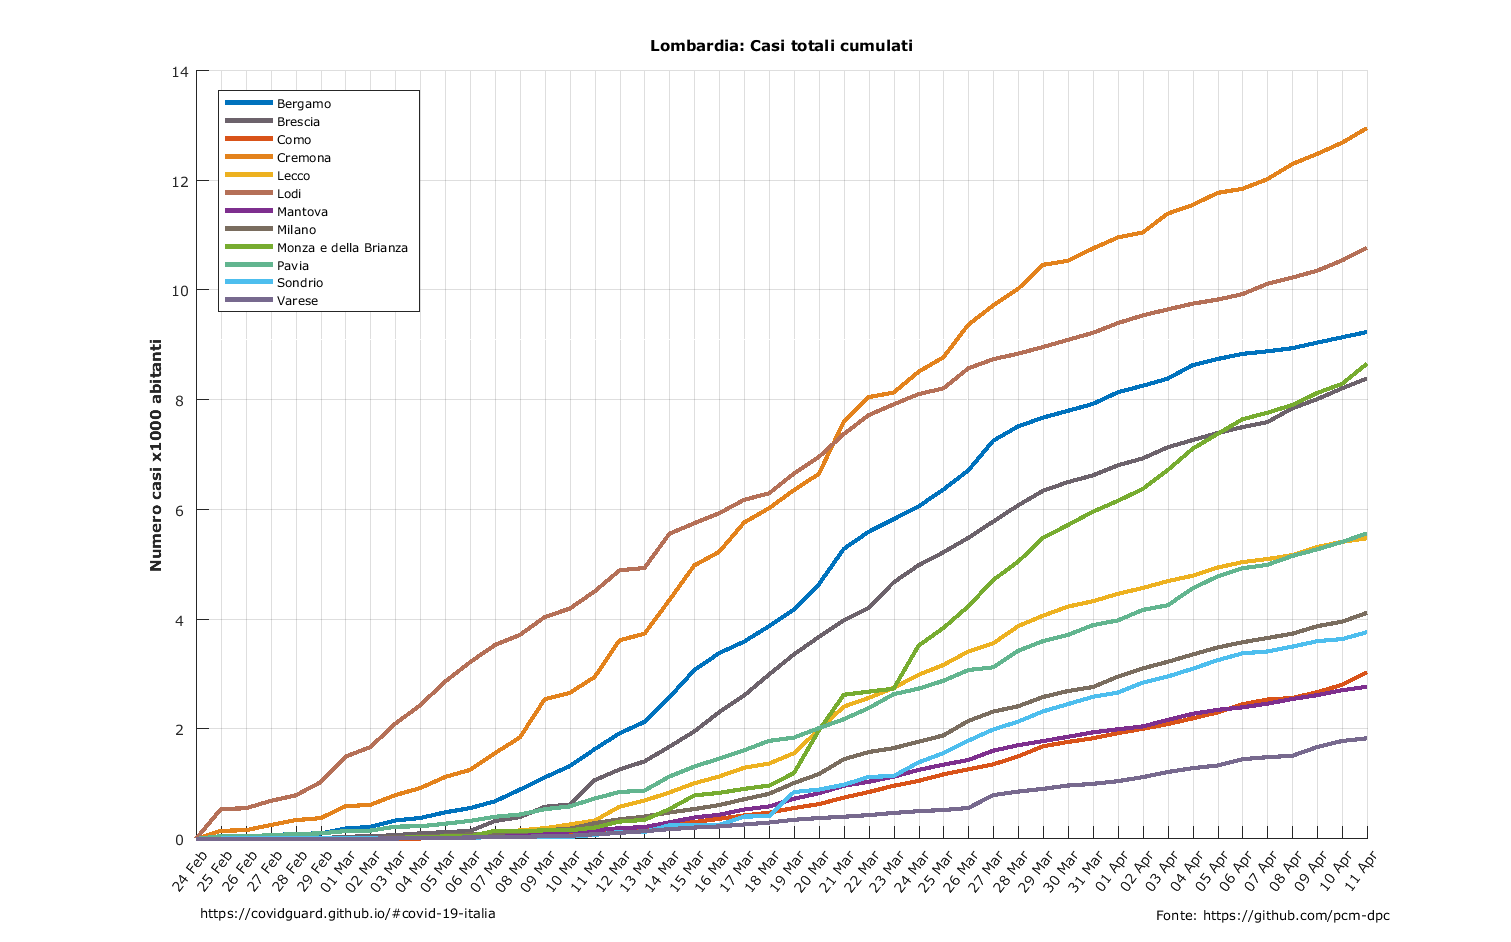 Lombardia: Casi totali cumulati
14
12
10
8
6
4
2
0
Numero casi x1000 abitanti
Bergamo
Brescia
Como
Cremona
Lecco
Lodi
Mantova
Milano
Monza e della Brianza
Pavia
Sondrio
Varese
24 Feb
25 Feb
26 Feb
27 Feb
28 Feb
29 Feb
01 Mar
02 Mar
03 Mar
04 Mar
05 Mar
06 Mar
07 Mar
08 Mar
09 Mar
10 Mar
11 Mar
12 Mar
13 Mar
14 Mar
15 Mar
16 Mar
17 Mar
18 Mar
19 Mar
20 Mar
21 Mar
22 Mar
23 Mar
24 Mar
25 Mar
26 Mar
27 Mar
28 Mar
29 Mar
30 Mar
31 Mar
01 Apr
02 Apr
03 Apr
04 Apr
05 Apr
06 Apr
07 Apr
08 Apr
09 Apr
10 Apr
11 Apr
https://covidguard.github.io/#covid-19-italia
Fonte: https://github.com/pcm-dpc